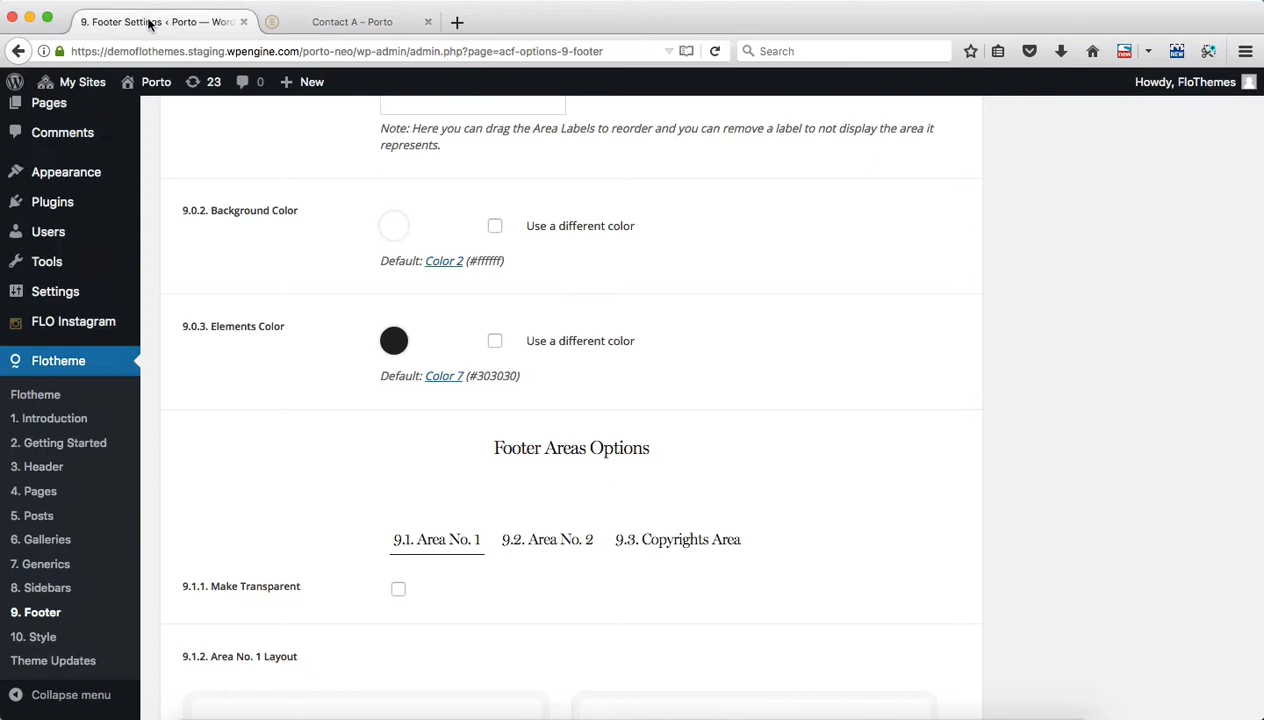 9. Footer Settings ‹ Porto — Word
Contact A – Porto
https://demoflothemes.staging.wpengine.com/porto-neo/wp-admin/admin.php?page=acf-options-9-footer
Search
My Sites
Porto
23
0
New
Howdy, FloThemes
Pages
Comments
Appearance
Plugins
Users
Tools
Settings
FLO Instagram
Flotheme
Flotheme
1. Introduction
2. Getting Started
3. Header
4. Pages
5. Posts
6. Galleries
7. Generics
8. Sidebars
9. Footer
10. Style
Theme Updates
Collapse menu
Note: Here you can drag the Area Labels to reorder and you can remove a label to not display the area it
represents.
9.0.2. Background Color
Use a different color
Default: Color 2 (#ffffff)
9.0.3. Elements Color
Use a different color
Default: Color 7 (#303030)
Footer Areas Options
9.1. Area No. 1
9.2. Area No. 2
9.3. Copyrights Area
9.1.1. Make Transparent
9.1.2. Area No. 1 Layout